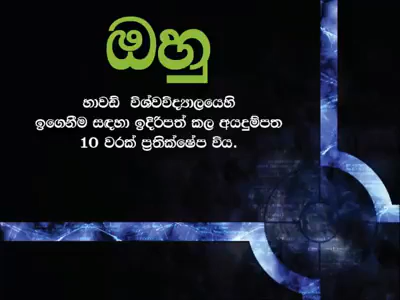 ඔහු
හාවඩ් විශ්වවිද්‍යාලයෙහි
ඉගෙනීම සඳහා ඉදිරිපත් කල අයදුම්පත
10 වරක් ප්‍රතික්ෂේප විය.